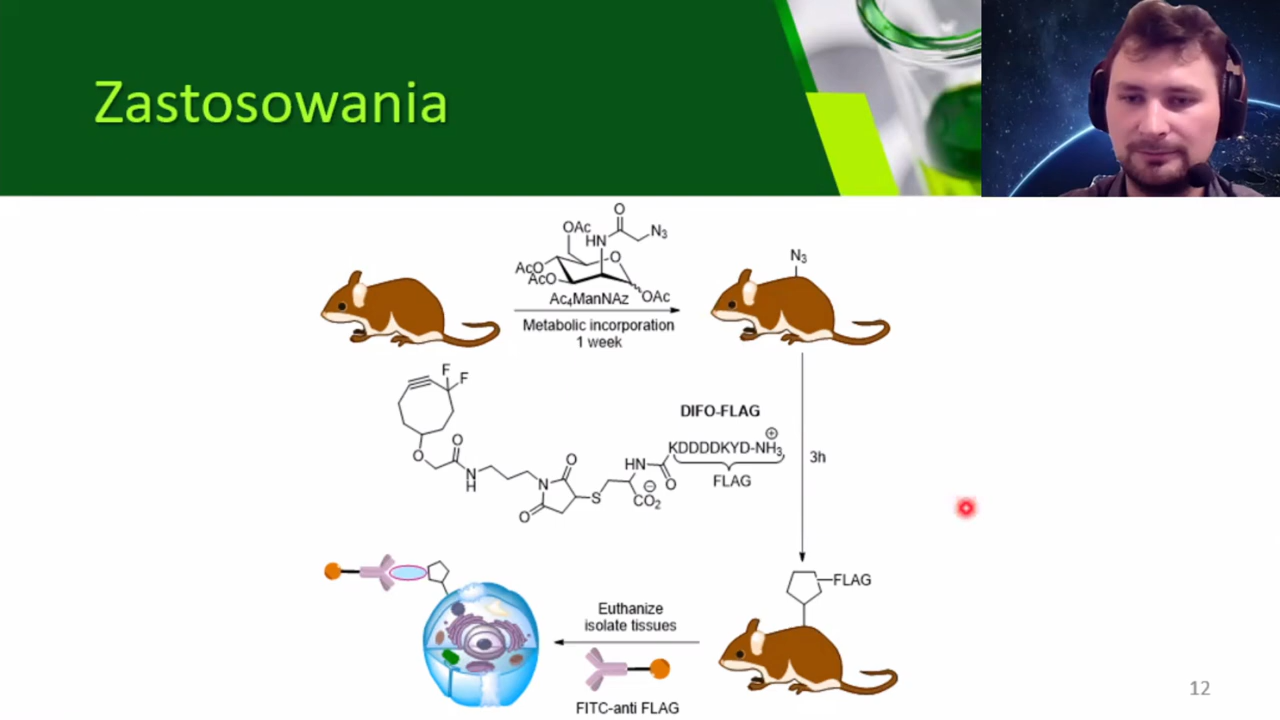 Zastosowania
O
OAc
HN
N₃
O
AcO
AcO
OAc
Ac₄ManNAz
Metabolic incorporation
1 week
N₃
F
F
DIFO-FLAG
O
O
N
H
N
O
O
S
HN
O
⊖
CO₂
⊕
KDDDDKYD-NH₃
FLAG
3h
FLAG
Euthanize
isolate tissues
FITC-anti FLAG
12